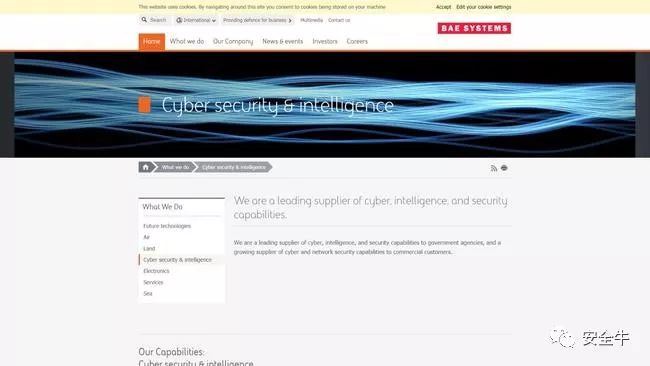 This website uses cookies. By navigating around this site you consent to cookies being stored on your machine
Accept Edit your cookie settings
Search International Providing defence for business Multimedia Contact us
BAE SYSTEMS
Home What we do Our Company News & events Investors Careers
Cyber security & intelligence
What we do Cyber security & intelligence
What We Do
Future technologies
Air
Land
Cyber security & intelligence
Electronics
Services
Sea
We are a leading supplier of cyber, intelligence, and security
capabilities.
We are a leading supplier of cyber, intelligence, and security capabilities to government agencies, and a
growing supplier of cyber and network security capabilities to commercial customers.
Our Capabilities:
Cyber security & intelligence
安全牛